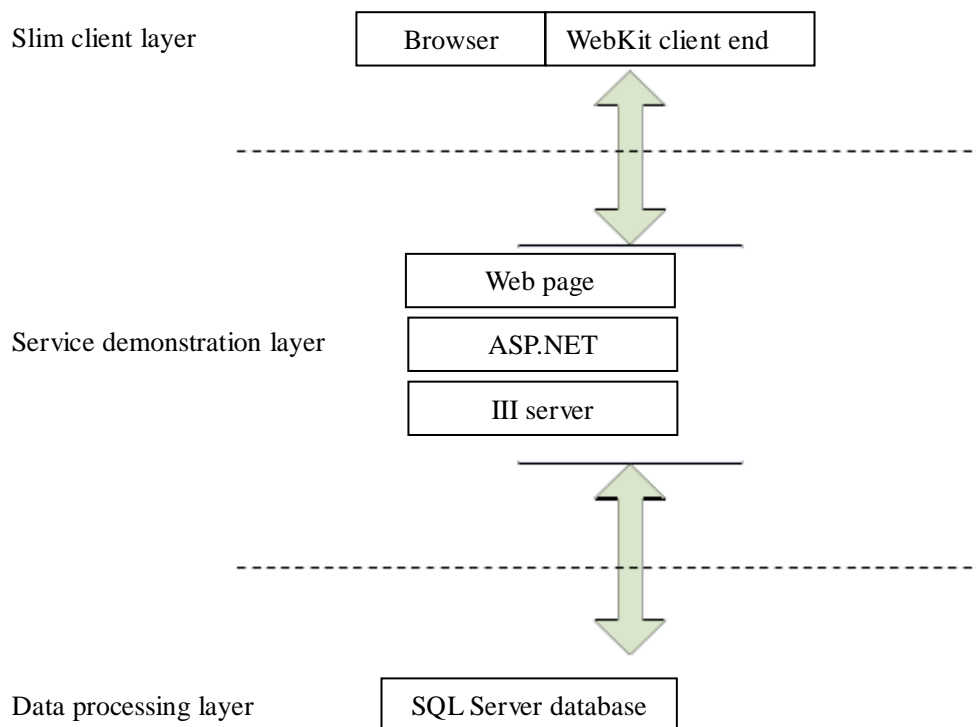 Slim client layer
Browser
WebKit client end
Web page
Service demonstration layer
ASP.NET
III server
Data processing layer
SQL Server database